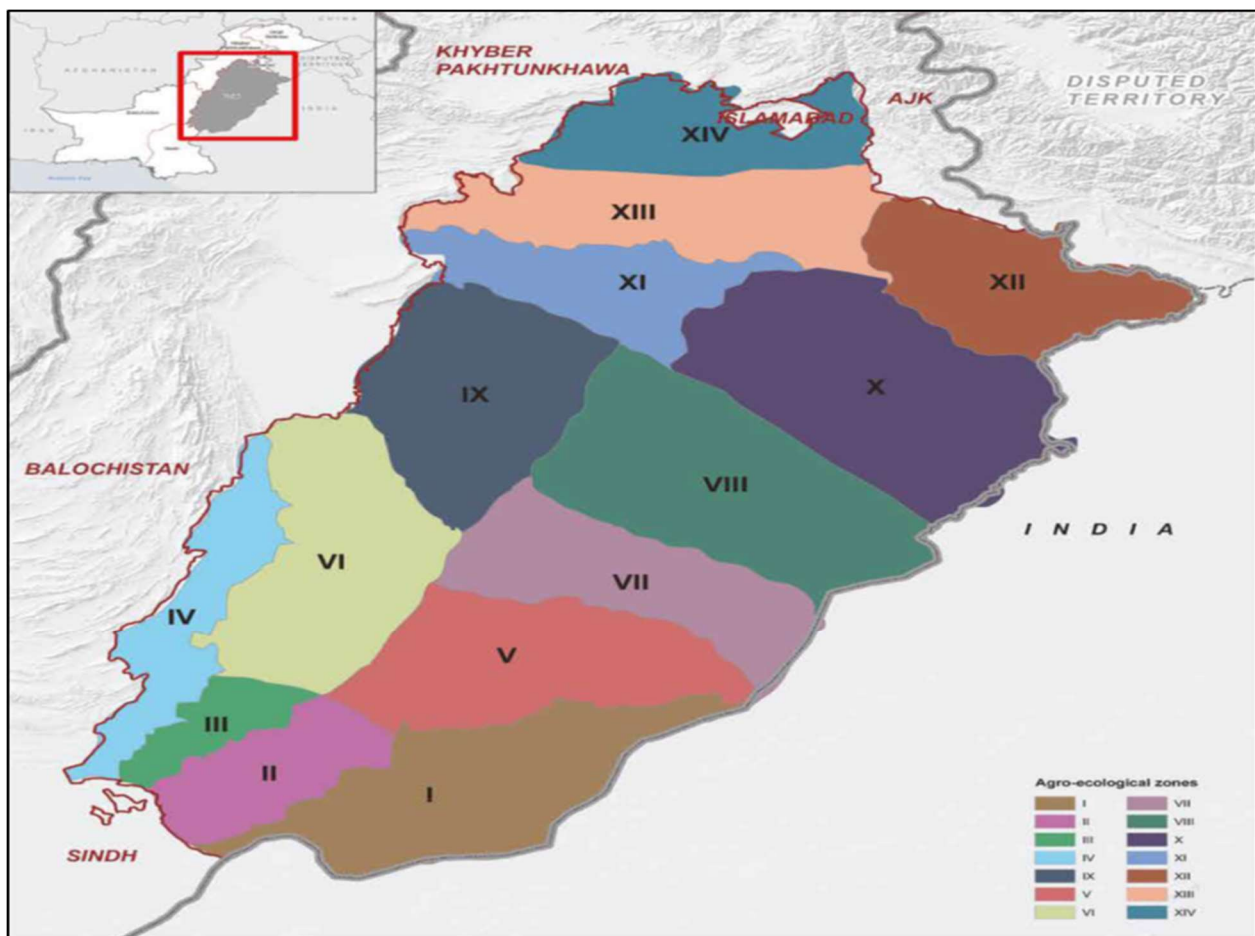 CHINA
AFGHANISTAN
DISPUTED
INDIA
IRAN
KHYBER
PAKHTUNKHAWA
DISPUTED
TERRITORY
AJK
ISLAMABAD
XIV
XIII
XII
XI
X
IX
BALOCHISTAN
VIII
INDIA
VI
VII
IV
V
III
II
I
SINDH
Agro-ecological zones
I
II
III
IV
IX
V
VI
VII
VIII
X
XI
XII
XIII
XIV